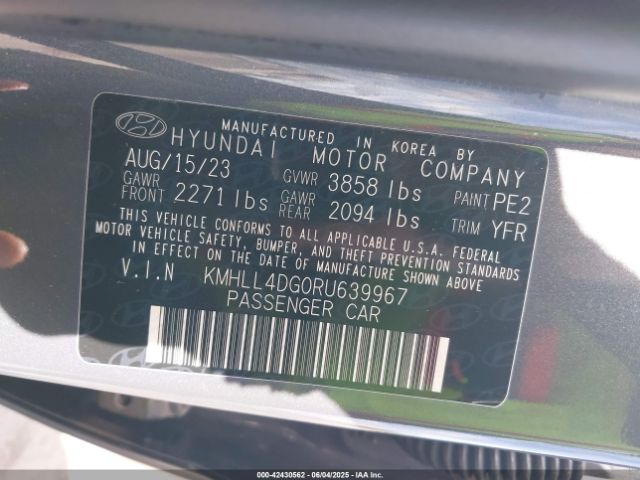 MANUFACTURED IN KOREA BY
HYUNDAI MOTOR COMPANY
AUG/15/23 GVWR 3858 lbs PAINT PE2
GAWR FRONT 2271 lbs GAWR REAR 2094 lbs TRIM YFR
THIS VEHICLE CONFORMS TO ALL APPLICABLE U.S.A. FEDERAL
MOTOR VEHICLE SAFETY, BUMPER, AND THEFT PREVENTION STANDARDS
IN EFFECT ON THE DATE OF MANUFACTURE SHOWN ABOVE.
V.I.N KMHLL4DG0RU639967
PASSENGER CAR
000-42430562 - 06/04/2025 - IAAI.COM